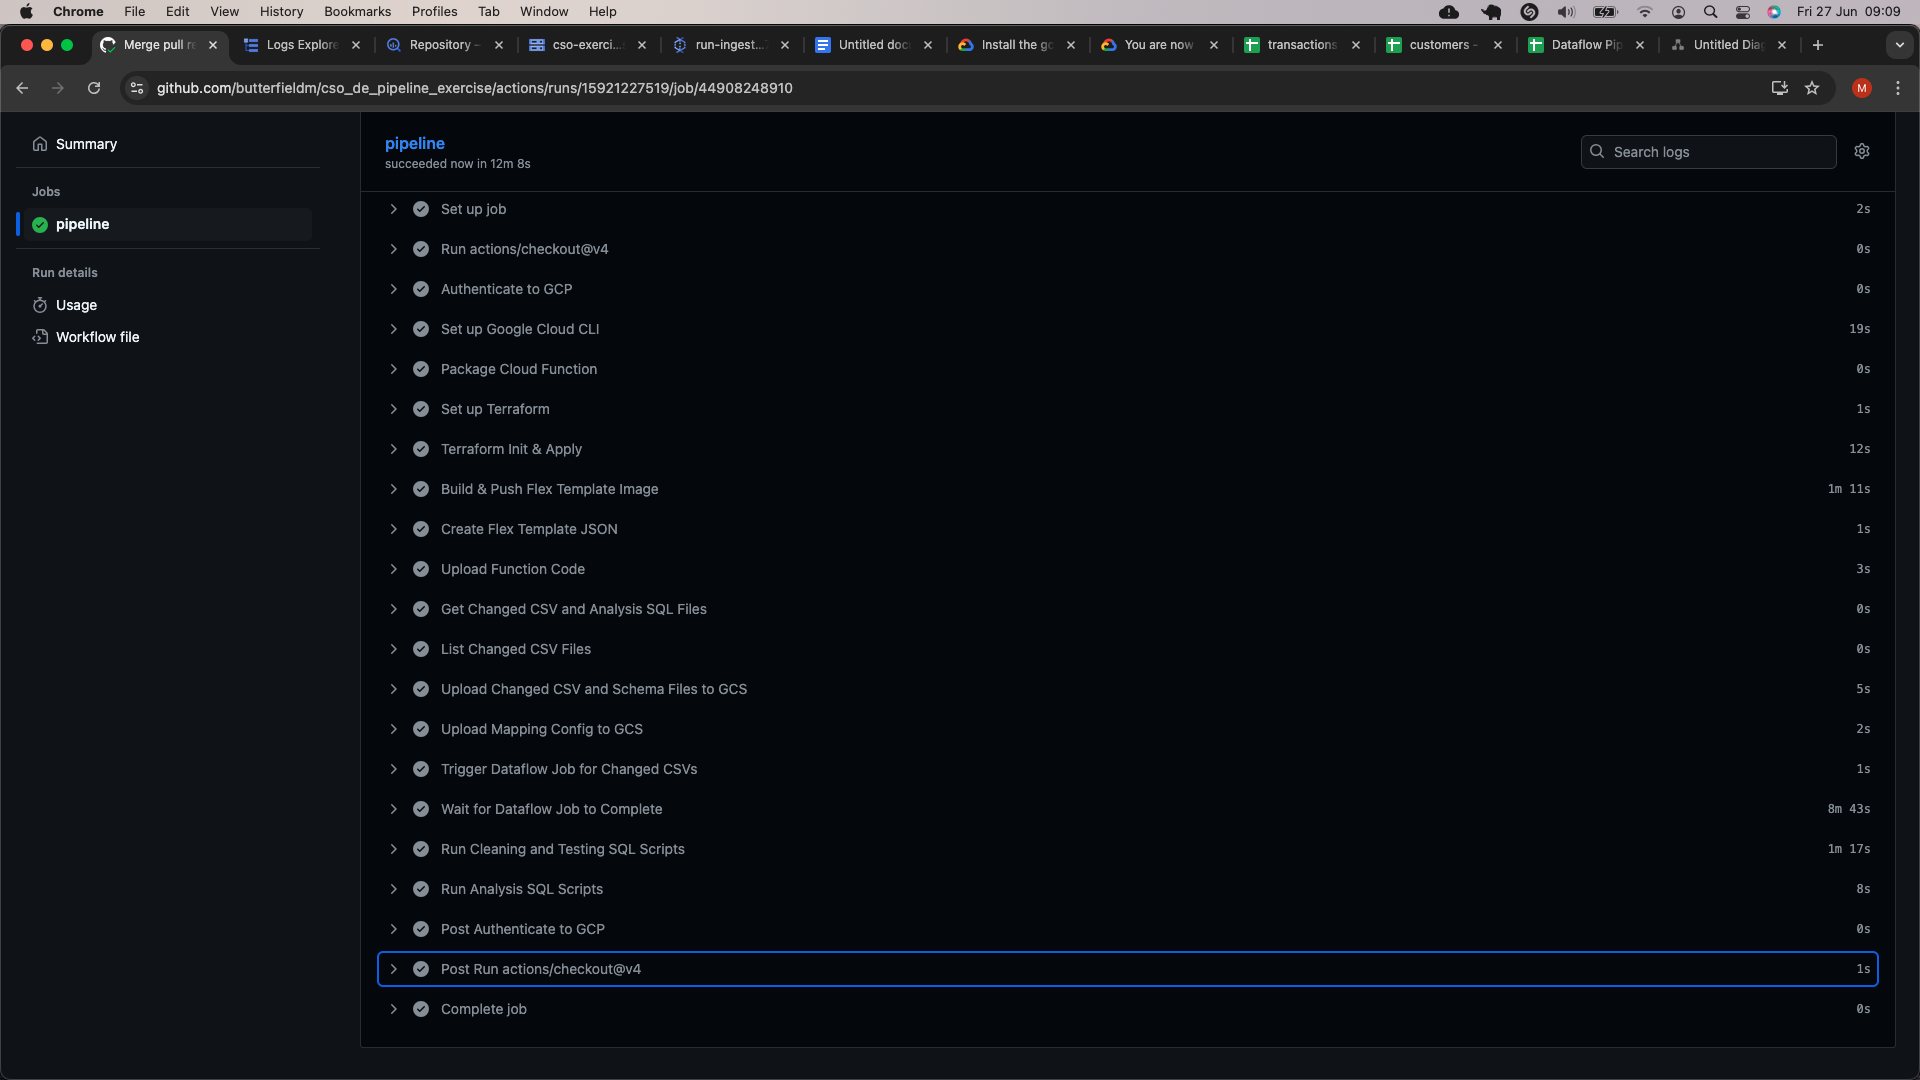 Chrome File Edit View History Bookmarks Profiles Tab Window Help Fri 27 Jun 09:09
Merge pull re Logs Explore Repository – cso-exerci... run-ingest... Untitled doc Install the gc You are now transactions customers - Dataflow Pip Untitled Dia
github.com/butterfieldm/cso_de_pipeline_exercise/actions/runs/15921227519/job/44908248910 M
Summary
Jobs
pipeline
Run details
Usage
Workflow file
pipeline
succeeded now in 12m 8s
Search logs
Set up job 2s
Run actions/checkout@v4 0s
Authenticate to GCP 0s
Set up Google Cloud CLI 19s
Package Cloud Function 0s
Set up Terraform 1s
Terraform Init & Apply 12s
Build & Push Flex Template Image 1m 11s
Create Flex Template JSON 1s
Upload Function Code 3s
Get Changed CSV and Analysis SQL Files 0s
List Changed CSV Files 0s
Upload Changed CSV and Schema Files to GCS 5s
Upload Mapping Config to GCS 2s
Trigger Dataflow Job for Changed CSVs 1s
Wait for Dataflow Job to Complete 8m 43s
Run Cleaning and Testing SQL Scripts 1m 17s
Run Analysis SQL Scripts 8s
Post Authenticate to GCP 0s
Post Run actions/checkout@v4 1s
Complete job 0s